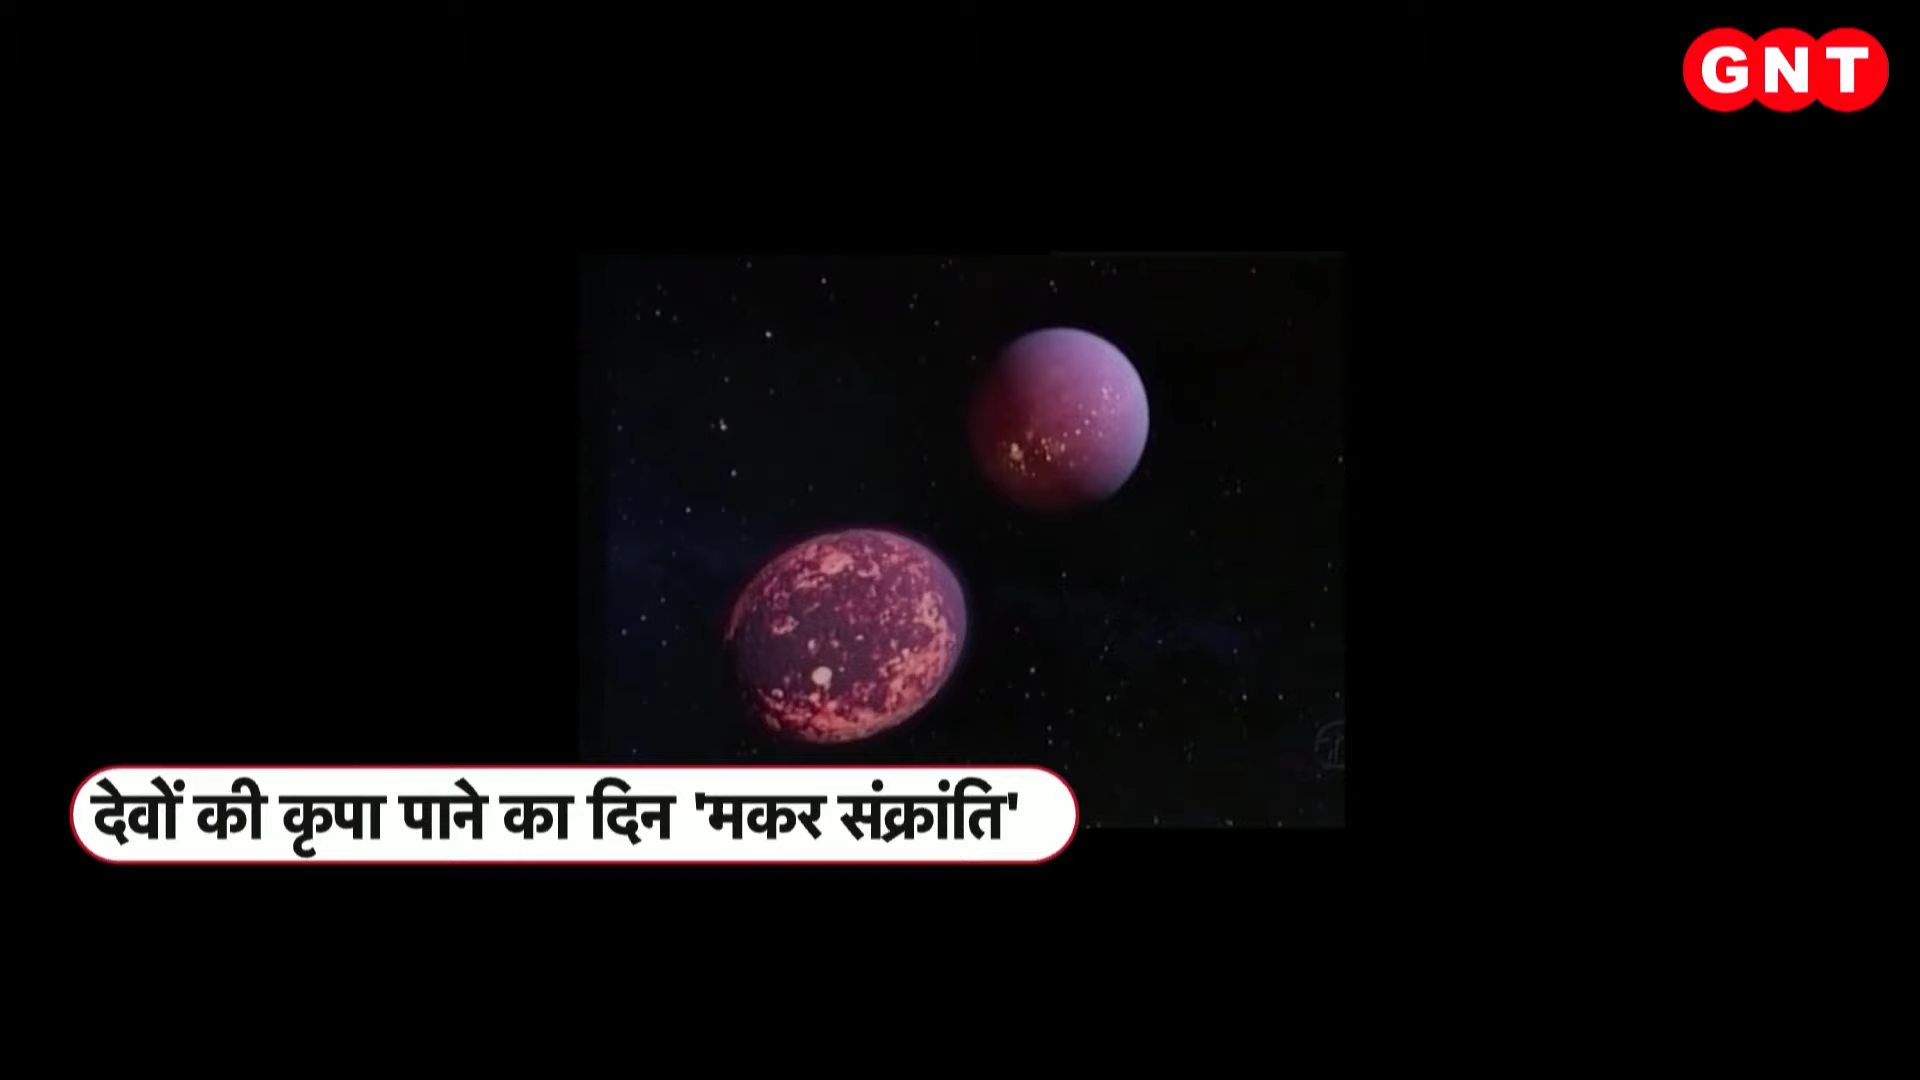 GNT
देवों की कृपा पाने का दिन 'मकर संक्रांति'